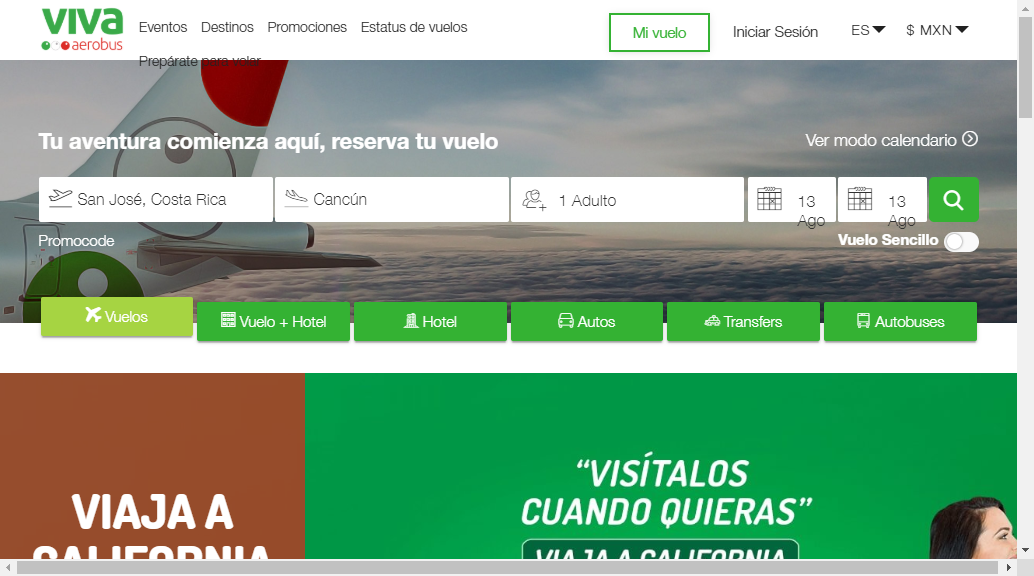 viva
aerobus
Eventos Destinos Promociones Estatus de vuelos
Prepárate para volar
Mi vuelo
Iniciar Sesión
ES
$ MXN
Tu aventura comienza aquí, reserva tu vuelo
Ver modo calendario
San José, Costa Rica
Cancún
1 Adulto
13
Ago
13
Ago
Promocode
Vuelo Sencillo
Vuelos
Vuelo + Hotel
Hotel
Autos
Transfers
Autobuses
VIAJA A
CALIFORNIA
“VISÍTALOS
CUANDO QUIERAS”
VIAJA A CALIFORNIA